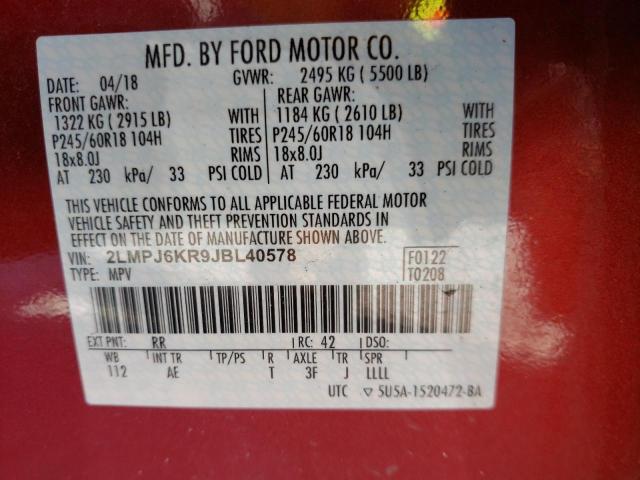 MFD. BY FORD MOTOR CO.
DATE: 04/18 GVWR: 2495 KG ( 5500 LB)
FRONT GAWR: REAR GAWR:
1322 KG ( 2915 LB) WITH 1184 KG ( 2610 LB) WITH
P245/60R18 104H TIRES P245/60R18 104H TIRES
18x8.0J RIMS 18x8.0J RIMS
AT 230 kPa/ 33 PSI COLD AT 230 kPa/ 33 PSI COLD
THIS VEHICLE CONFORMS TO ALL APPLICABLE FEDERAL MOTOR
VEHICLE SAFETY AND THEFT PREVENTION STANDARDS IN
EFFECT ON THE DATE OF MANUFACTURE SHOWN ABOVE.
VIN: 2LMPJ6KR9JBL40578 F0122
TYPE: MPV T0208
EXT PNT: RR RC: 42 DSO:
WB INT TR TP/PS R AXLE TR SPR
112 AE T 3F J LLLL
UTC ▽ 5U5A-1520472-BA